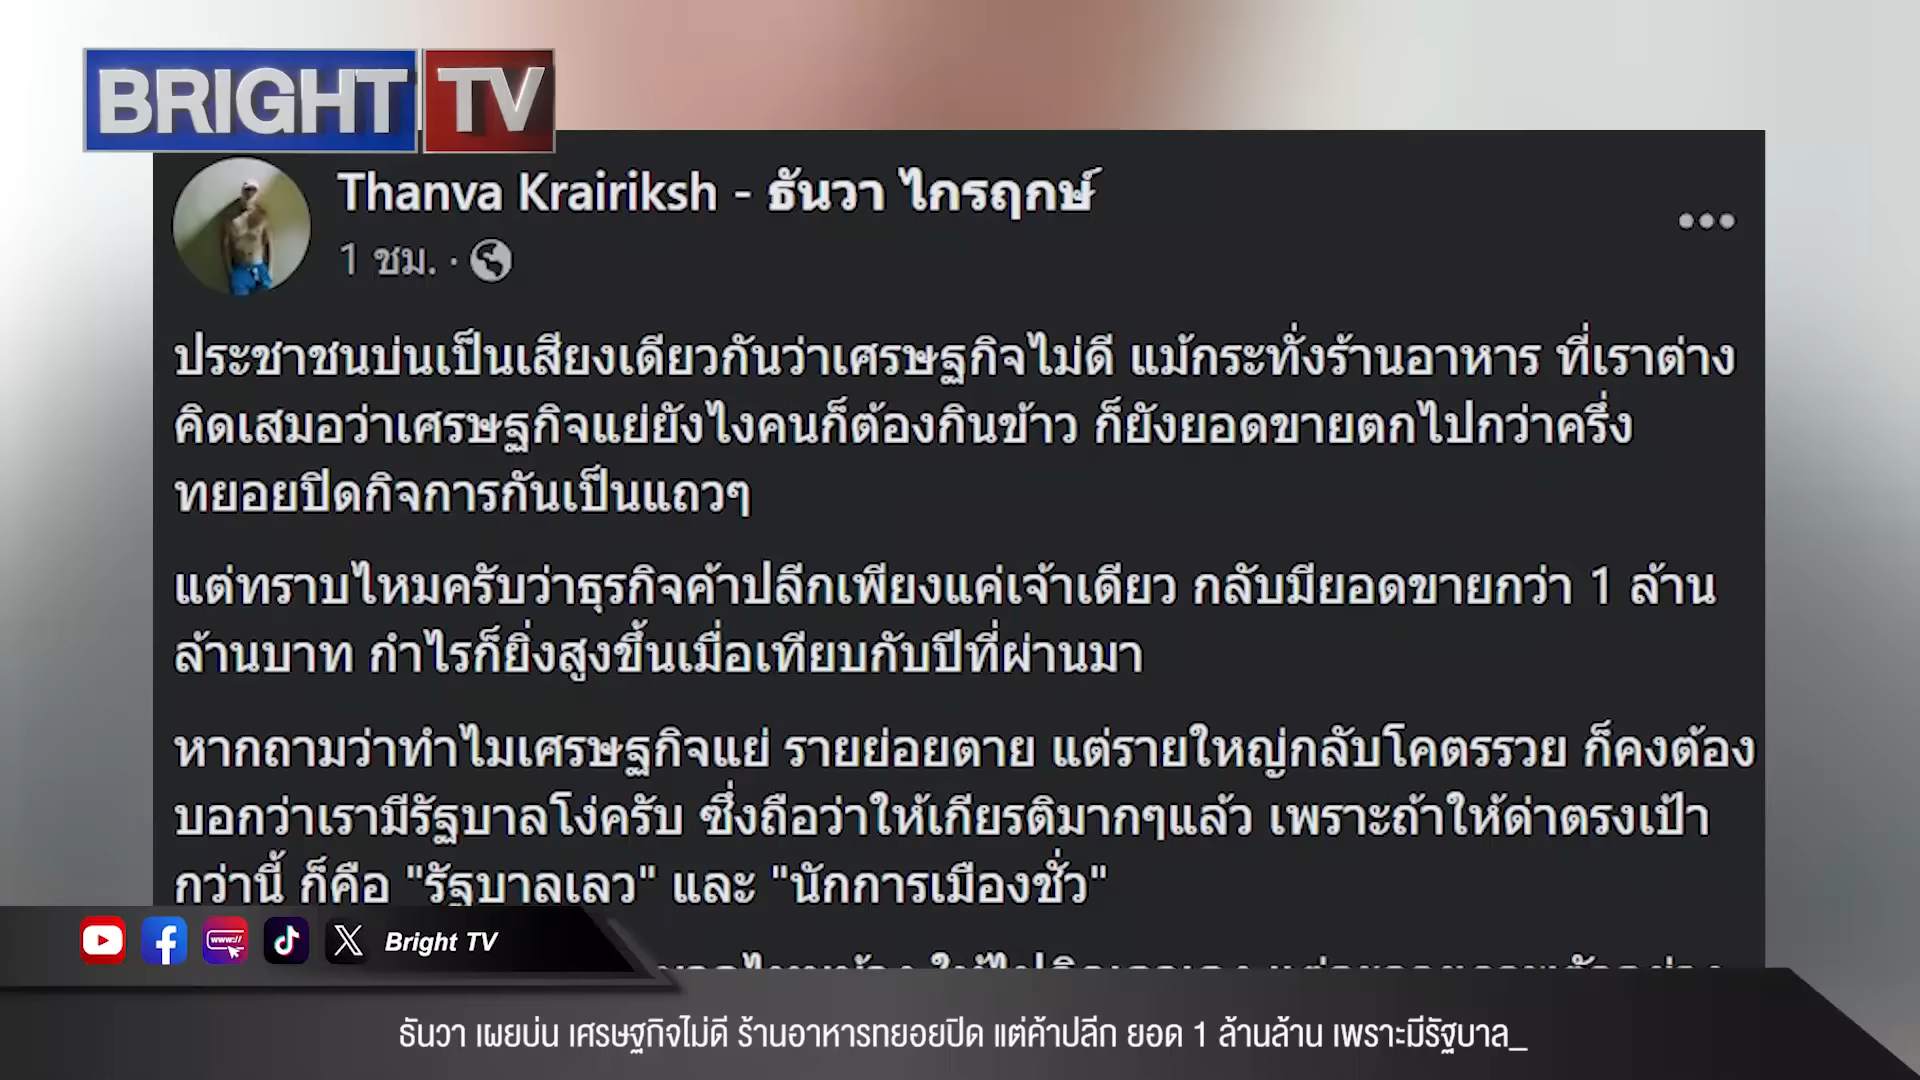 BRIGHT TV
Thanva Krairiksh - ธันวา ไกรฤกษ์
1 ชม. ·
ประชาชนบ่นเป็นเสียงเดียวกันว่าเศรษฐกิจไม่ดี แม้กระทั่งร้านอาหาร ที่เราต่าง
คิดเสมอว่าเศรษฐกิจแย่ยังไงคนก็ต้องกินข้าว ก็ยังยอดขายตกไปกว่าครึ่ง
ทยอยปิดกิจการกันเป็นแถวๆ
แต่ทราบไหมครับว่าธุรกิจค้าปลีกเพียงแค่เจ้าเดียว กลับมียอดขายกว่า 1 ล้าน
ล้านบาท กำไรก็ยิ่งสูงขึ้นเมื่อเทียบกับปีที่ผ่านมา
หากถามว่าทำไมเศรษฐกิจแย่ รายย่อยตาย แต่รายใหญ่กลับโคตรรวย ก็คงต้อง
บอกว่าเรามีรัฐบาลโง่ครับ ซึ่งถือว่าให้เกียรติมากๆแล้ว เพราะถ้าให้ด่าตรงเป้า
กว่านี้ ก็คือ "รัฐบาลเลว" และ "นักการเมืองชั่ว"
www://
Bright TV
ธันวา เผยบ่น เศรษฐกิจไม่ดี ร้านอาหารทยอยปิด แต่ค้าปลีก ยอด 1 ล้านล้าน เพราะมีรัฐบาล_